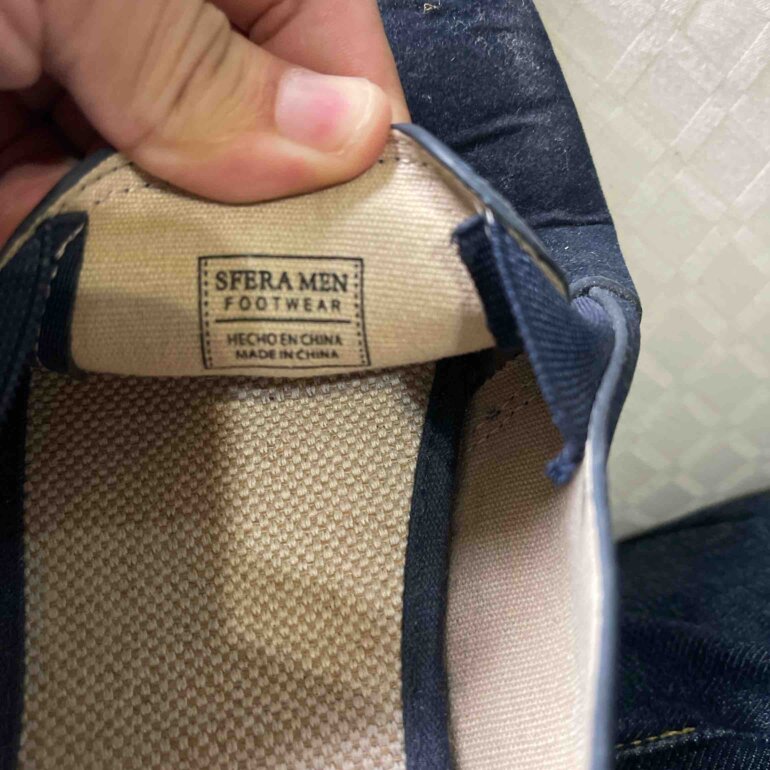 SFERA MEN
FOOTWEAR
HECHO EN CHINA
MADE IN CHINA